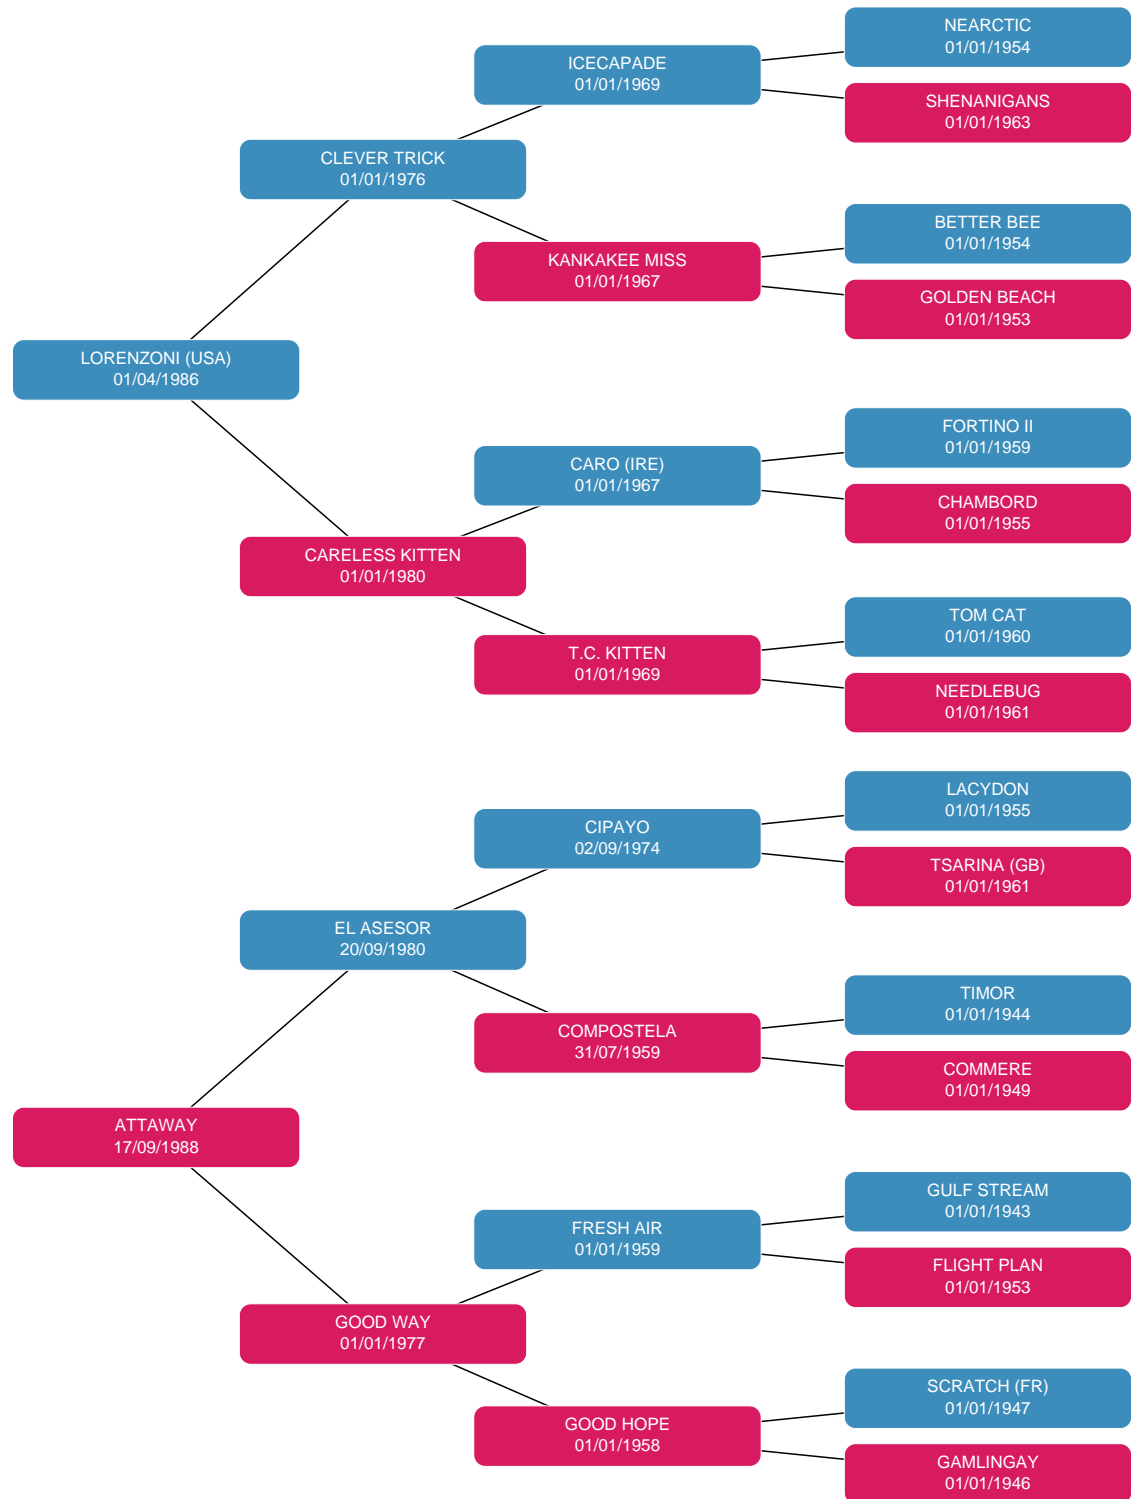 NEARCTIC
01/01/1954
ICECAPADE
01/01/1969
SHENANIGANS
01/01/1963
CLEVER TRICK
01/01/1976
BETTER BEE
01/01/1954
KANKAKEE MISS
01/01/1967
GOLDEN BEACH
01/01/1953
LORENZONI (USA)
01/04/1986
FORTINO II
01/01/1959
CARO (IRE)
01/01/1967
CHAMBORD
01/01/1955
CARELESS KITTEN
01/01/1980
TOM CAT
01/01/1960
T.C. KITTEN
01/01/1969
NEEDLEBUG
01/01/1961
LACYDON
01/01/1955
CIPAYO
02/09/1974
TSARINA (GB)
01/01/1961
EL ASESOR
20/09/1980
TIMOR
01/01/1944
COMPOSTELA
31/07/1959
COMMERE
01/01/1949
ATTAWAY
17/09/1988
GULF STREAM
01/01/1943
FRESH AIR
01/01/1959
FLIGHT PLAN
01/01/1953
GOOD WAY
01/01/1977
SCRATCH (FR)
01/01/1947
GOOD HOPE
01/01/1958
GAMLINGAY
01/01/1946